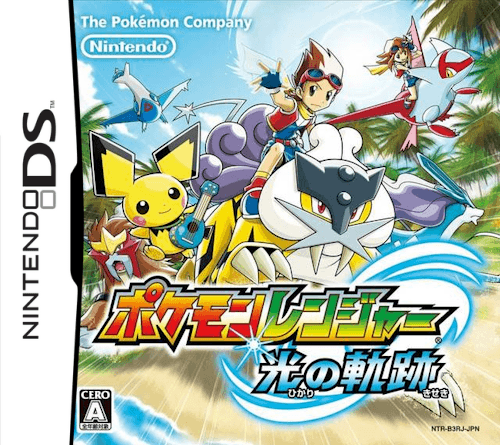 The Pokémon Company
Nintendo
NINTENDO DS
TM
ポケモンレンジャー
光の軌跡
ひかり きせき
CERO
A
全年齢対象
NTR-B3RJ-JPN